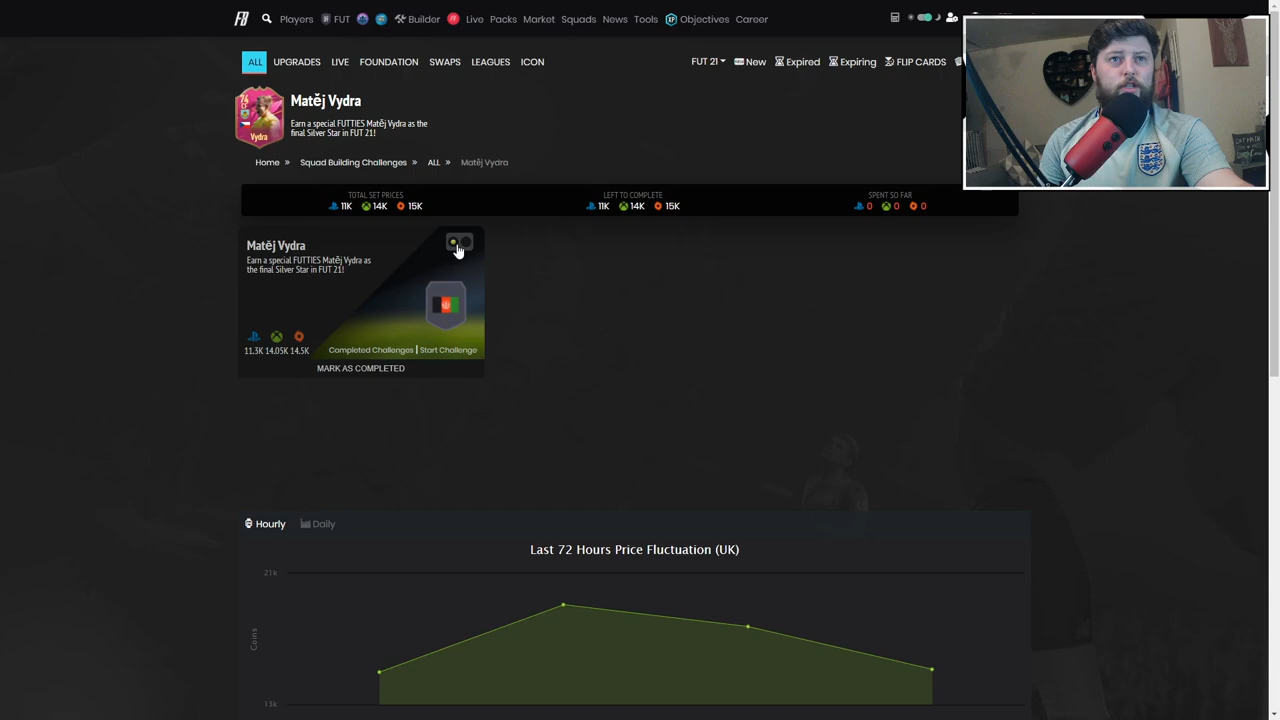 FB Players FUT Builder Live Packs Market Squads News Tools XP Objectives Career
ALL UPGRADES LIVE FOUNDATION SWAPS LEAGUES ICON FUT 21 New Expired Expiring FLIP CARDS
74
CF
Vydra
Matěj Vydra
Earn a special FUTTIES Matěj Vydra as the
final Silver Star in FUT 21!
Home » Squad Building Challenges » ALL » Matěj Vydra
TOTAL SET PRICES LEFT TO COMPLETE SPENT SO FAR
11K 14K 15K 11K 14K 15K 0 0 0
Matěj Vydra
Earn a special FUTTIES Matěj Vydra as
the final Silver Star in FUT 21!
11.3K 14.05K 14.5K
Completed Challenges | Start Challenge
MARK AS COMPLETED
Hourly Daily
Last 72 Hours Price Fluctuation (UK)
21k
Coins
13k